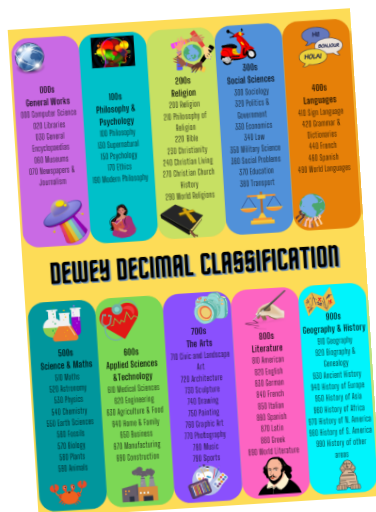 000s
General Works
000 Computer Science
020 Libraries
030 General
Encyclopaedias
060 Museums
070 Newspapers &
Journalism
100s
Philosophy &
Psychology
100 Philosophy
130 Supernatural
150 Psychology
170 Ethics
190 Modern Philosophy
200s
Religion
200 Religion
210 Philosophy of
Religion
220 Bible
230 Christianity
240 Christian Living
270 Christian Church
History
290 World Religions
300s
Social Sciences
300 Sociology
320 Politics &
Government
330 Economics
340 Law
350 Military Science
360 Social Problems
370 Education
380 Transport
Hi!
BONJOUR
HOLA!
400s
Languages
410 Sign Language
420 Grammar &
Dictionaries
440 French
460 Spanish
490 World Languages
DEWEY DECIMAL CLASSIFICATION
500s
Science & Maths
510 Maths
520 Astronomy
530 Physics
540 Chemistry
550 Earth Sciences
560 Fossils
570 Biology
580 Plants
590 Animals
600s
Applied Sciences
&Technology
610 Medical Sciences
620 Engineering
630 Agriculture & Food
640 Home & Family
650 Business
670 Manufacturing
690 Construction
700s
The Arts
710 Civic and Landscape
Art
720 Architecture
730 Sculpture
740 Drawing
750 Painting
760 Graphic Art
770 Photography
780 Music
790 Sports
800s
Literature
810 American
820 English
830 German
840 French
850 Italian
860 Spanish
870 Latin
880 Greek
890 World Literature
900s
Geography & History
910 Geography
920 Biography &
Genealogy
930 Ancient History
940 History of Europe
950 History of Asia
960 History of Africa
970 History of N. America
980 History of S. America
990 History of other
areas